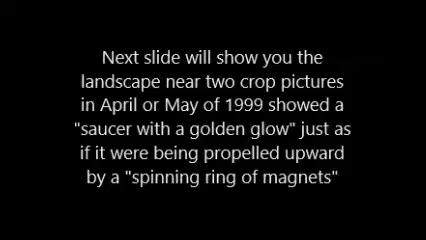 Next slide will show you the
landscape near two crop pictures
in April or May of 1999 showed a
"saucer with a golden glow" just as
if it were being propelled upward
by a "spinning ring of magnets"